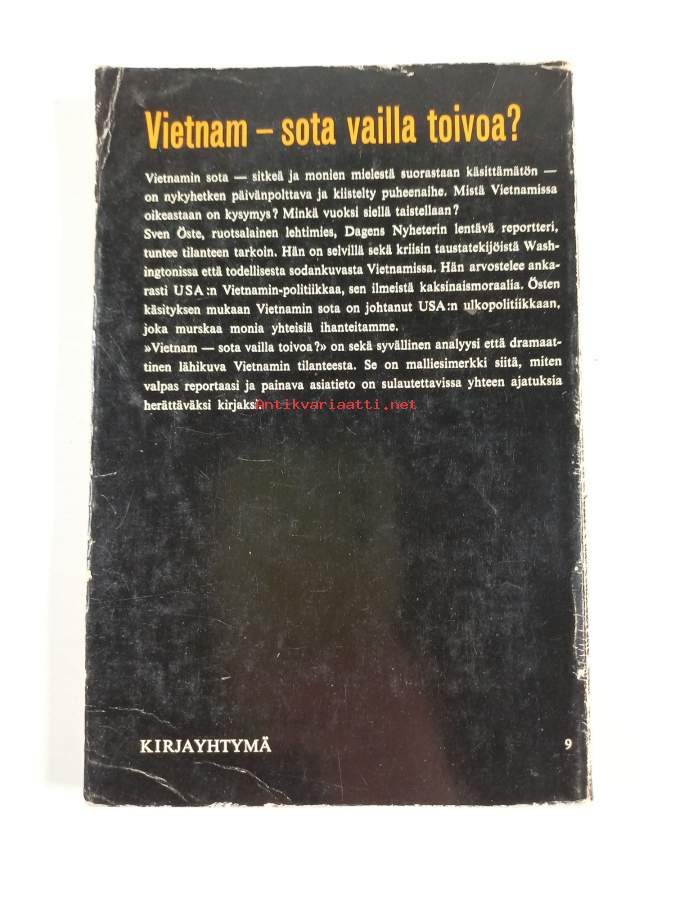 Vietnam – sota vailla toivoa?
Vietnamin sota — sitkeä ja monien mielestä suorastaan käsittämätön —
on nykyhetken päivänpolttava ja kiistelty puheenaihe. Mistä Vietnamissa
oikeastaan on kysymys? Minkä vuoksi siellä taistellaan?
Sven Öste, ruotsalainen lehtimies, Dagens Nyheterin lentävä reportteri,
tuntee tilanteen tarkoin. Hän on selvillä sekä kriisin taustatekijöistä Wash-
ingtonissa että todellisesta sodankuvasta Vietnamissa. Hän arvostelee anka-
rasti USA:n Vietnamin-politiikkaa, sen ilmeistä kaksinaismoraalia. Östen
käsityksen mukaan Vietnamin sota on johtanut USA:n ulkopolitiikkaan,
joka murskaa monia yhteisiä ihanteitamme.
»Vietnam — sota vailla toivoa?» on sekä syvällinen analyysi että dramaat-
tinen lähikuva Vietnamin tilanteesta. Se on malliesimerkki siitä, miten
valpas reportaasi ja painava asiatieto on sulautettavissa yhteen ajatuksia
herättäväksi kirjaksi
Antikvariaatti.net
KIRJAYHTYMÄ 9